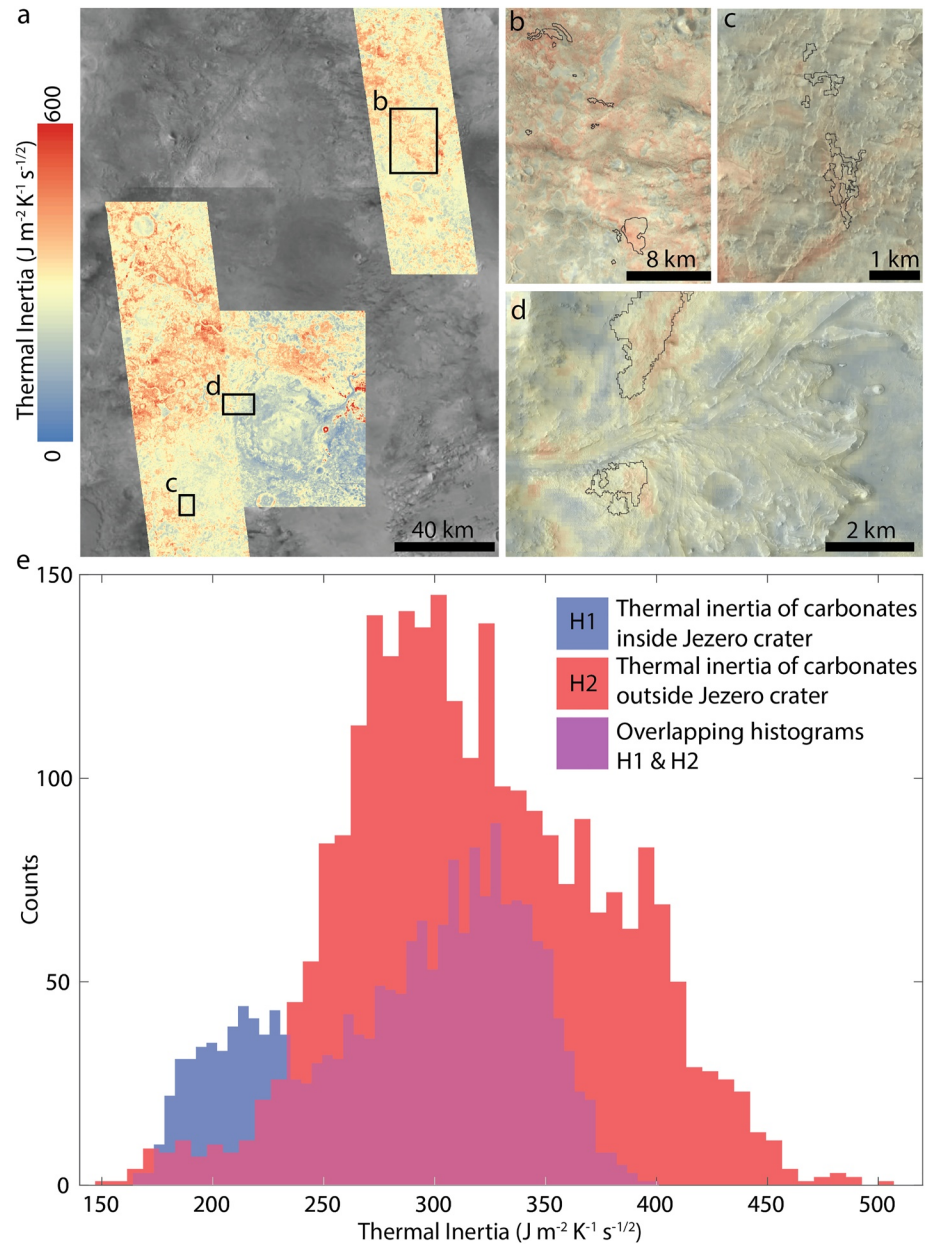 a
600
Thermal Inertia (J m-2 K-1 s-1/2)
0
b
d
c
40 km
b
8 km
c
1 km
d
2 km
e
150
100
50
0
Counts
H1
Thermal inertia of carbonates
inside Jezero crater
H2
Thermal inertia of carbonates
outside Jezero crater
Overlapping histograms
H1 & H2
150
200
250
300
350
400
450
500
Thermal Inertia (J m-2 K-1 s-1/2)